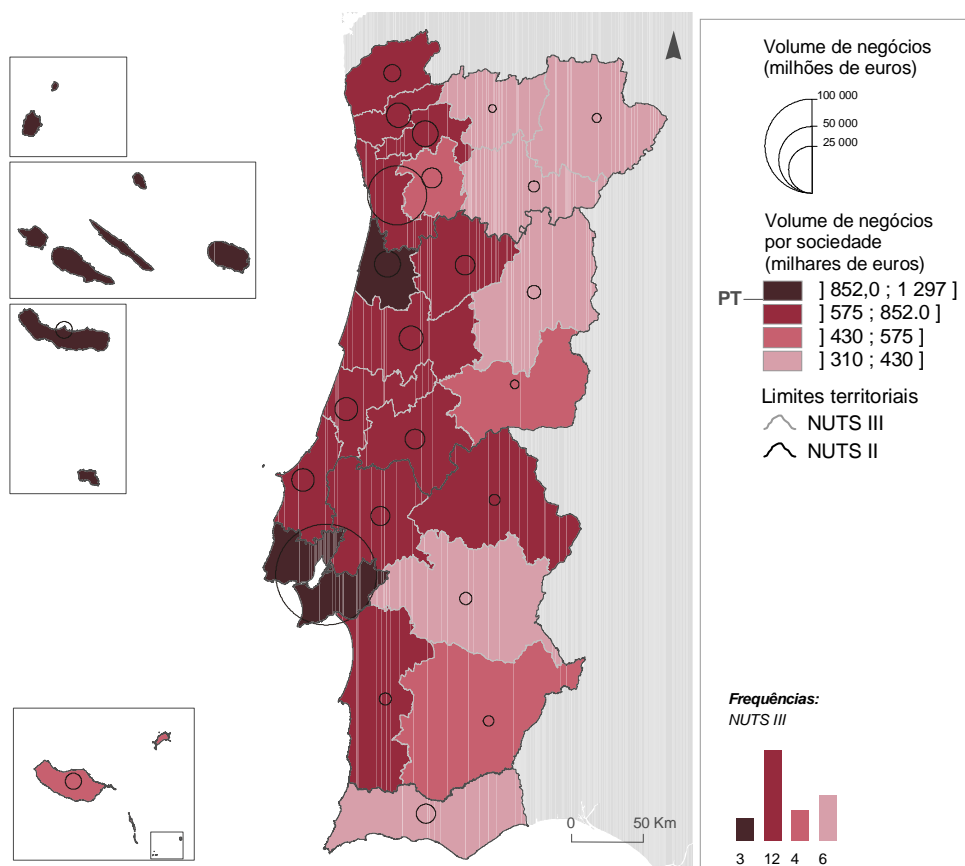 Volume de negócios
(milhões de euros)
100 000
50 000
25 000
Volume de negócios
por sociedade
(milhares de euros)
PT
] 852,0 ; 1 297 ]
] 575 ; 852.0 ]
] 430 ; 575 ]
] 310 ; 430 ]
Limites territoriais
NUTS III
NUTS II
Frequências:
NUTS III
3 12 4 6
0 50 Km